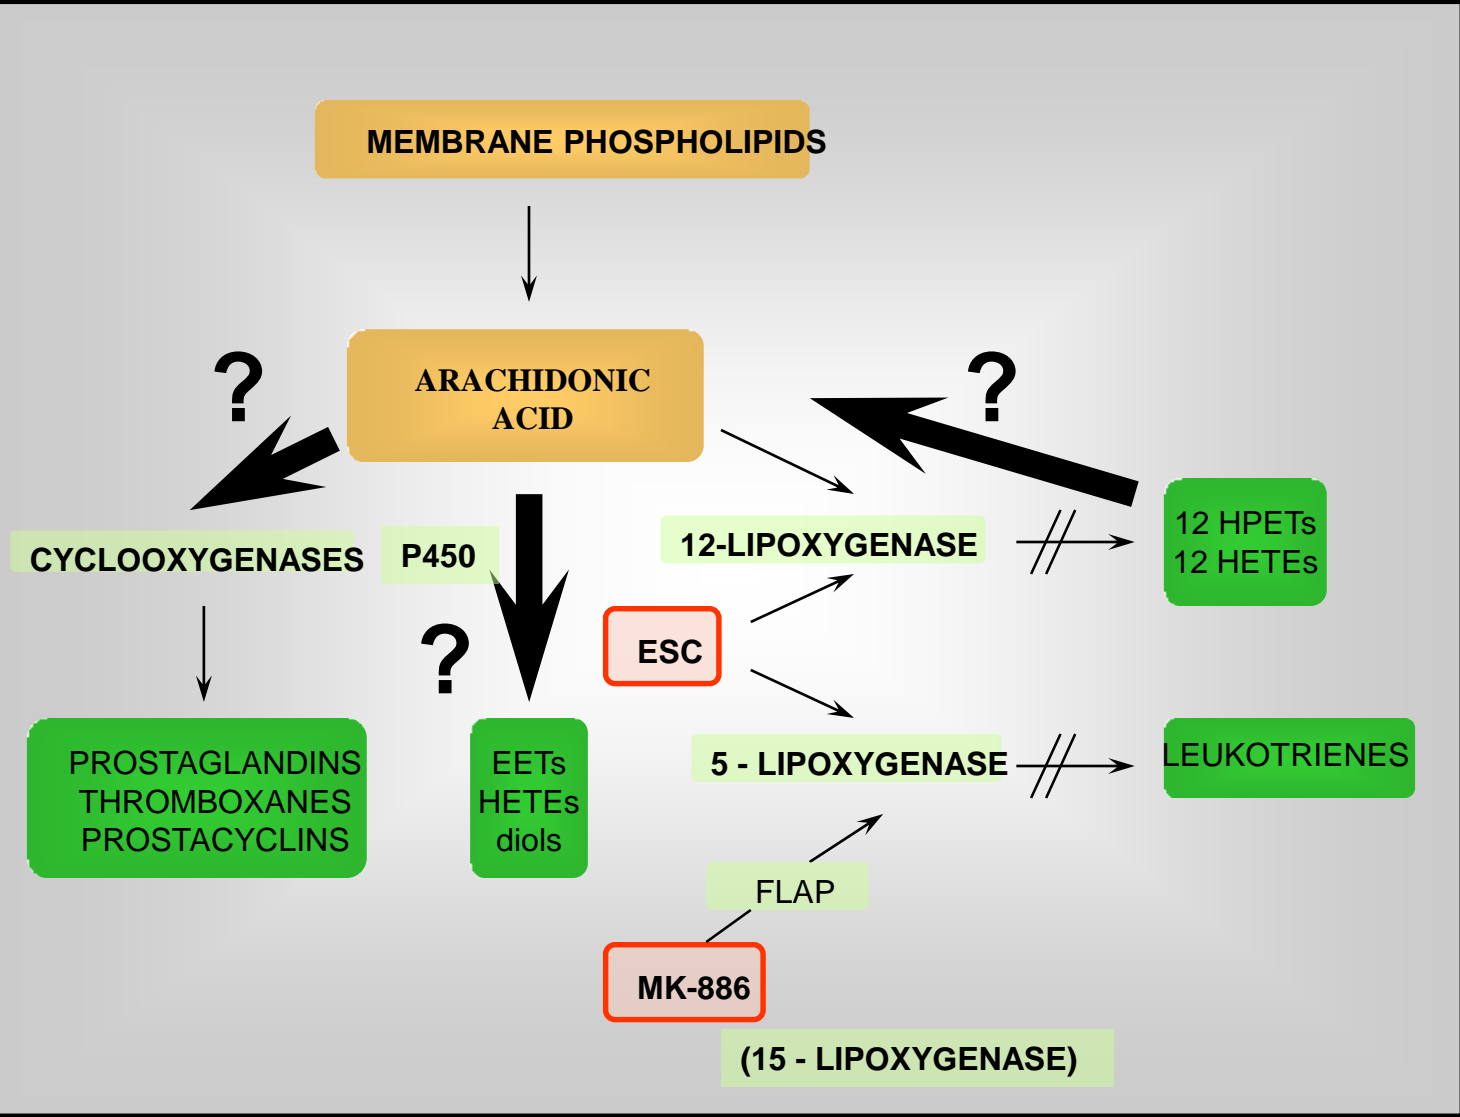 MEMBRANE PHOSPHOLIPIDS
?
ARACHIDONIC
ACID
?
CYCLOOXYGENASES
P450
12-LIPOXYGENASE
12 HPETs
12 HETEs
?
ESC
PROSTAGLANDINS
THROMBOXANES
PROSTACYCLINS
EETs
HETEs
diols
5 - LIPOXYGENASE
LEUKOTRIENES
FLAP
MK-886
(15 - LIPOXYGENASE)